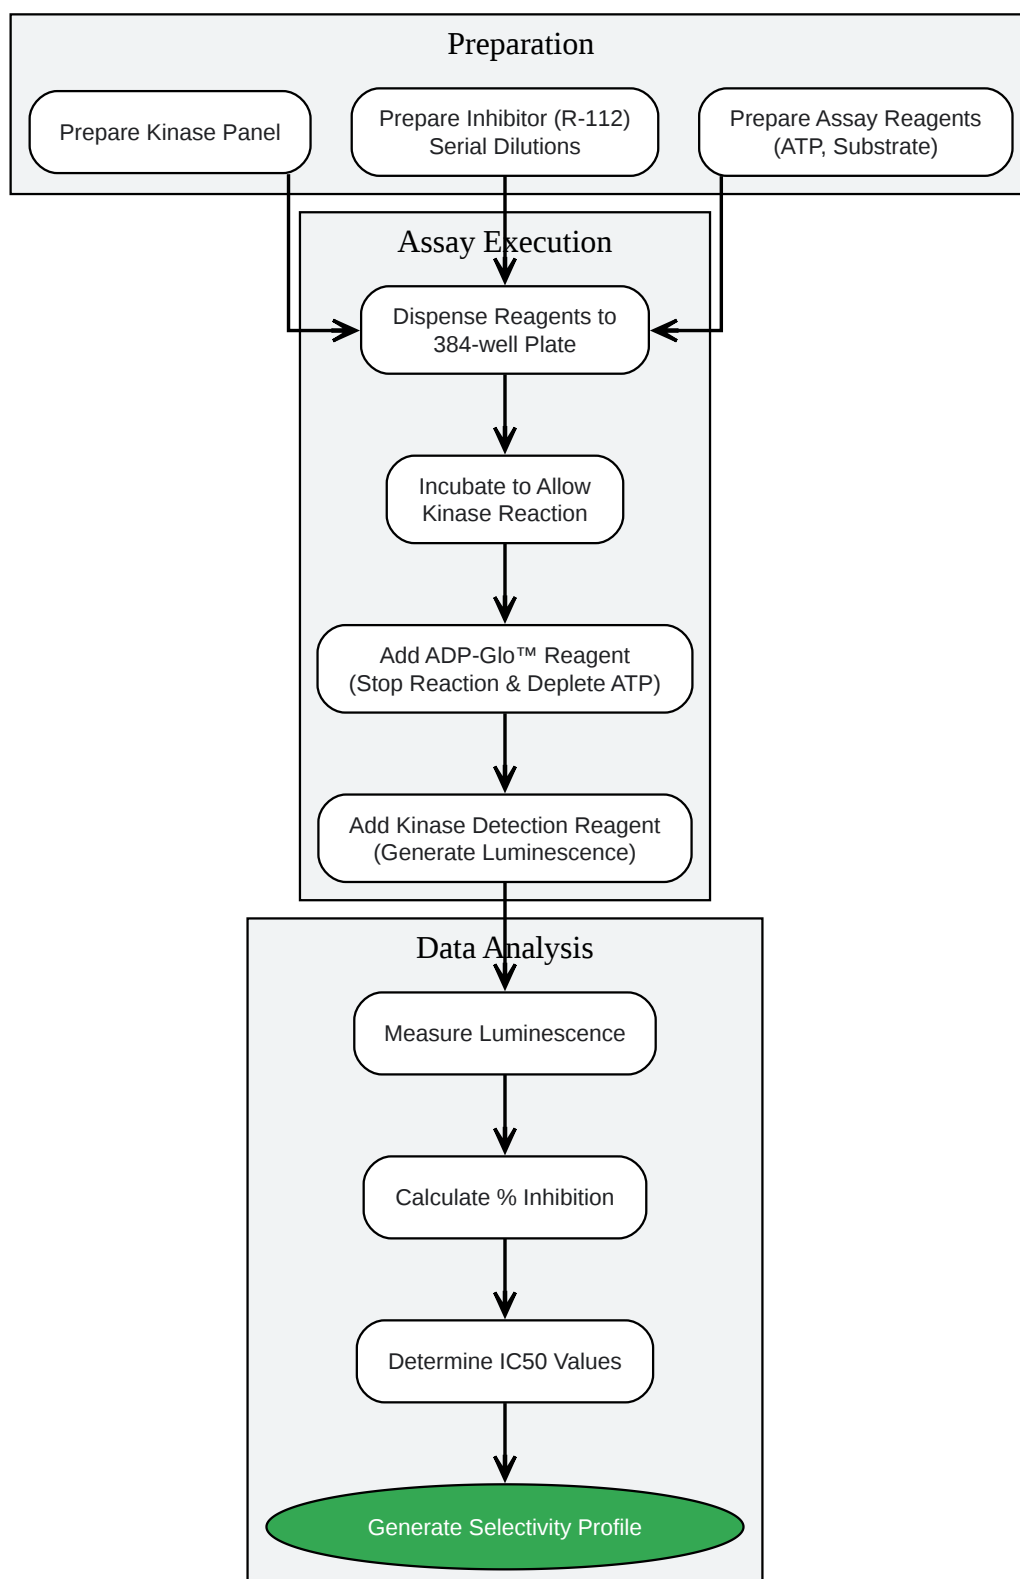 Preparation
Prepare Kinase Panel
Prepare Inhibitor (R-112)
Serial Dilutions
Prepare Assay Reagents
(ATP, Substrate)
Assay Execution
Dispense Reagents to
384-well Plate
Incubate to Allow
Kinase Reaction
Add ADP-Glo™ Reagent
(Stop Reaction & Deplete ATP)
Add Kinase Detection Reagent
(Generate Luminescence)
Data Analysis
Measure Luminescence
Calculate % Inhibition
Determine IC50 Values
Generate Selectivity Profile